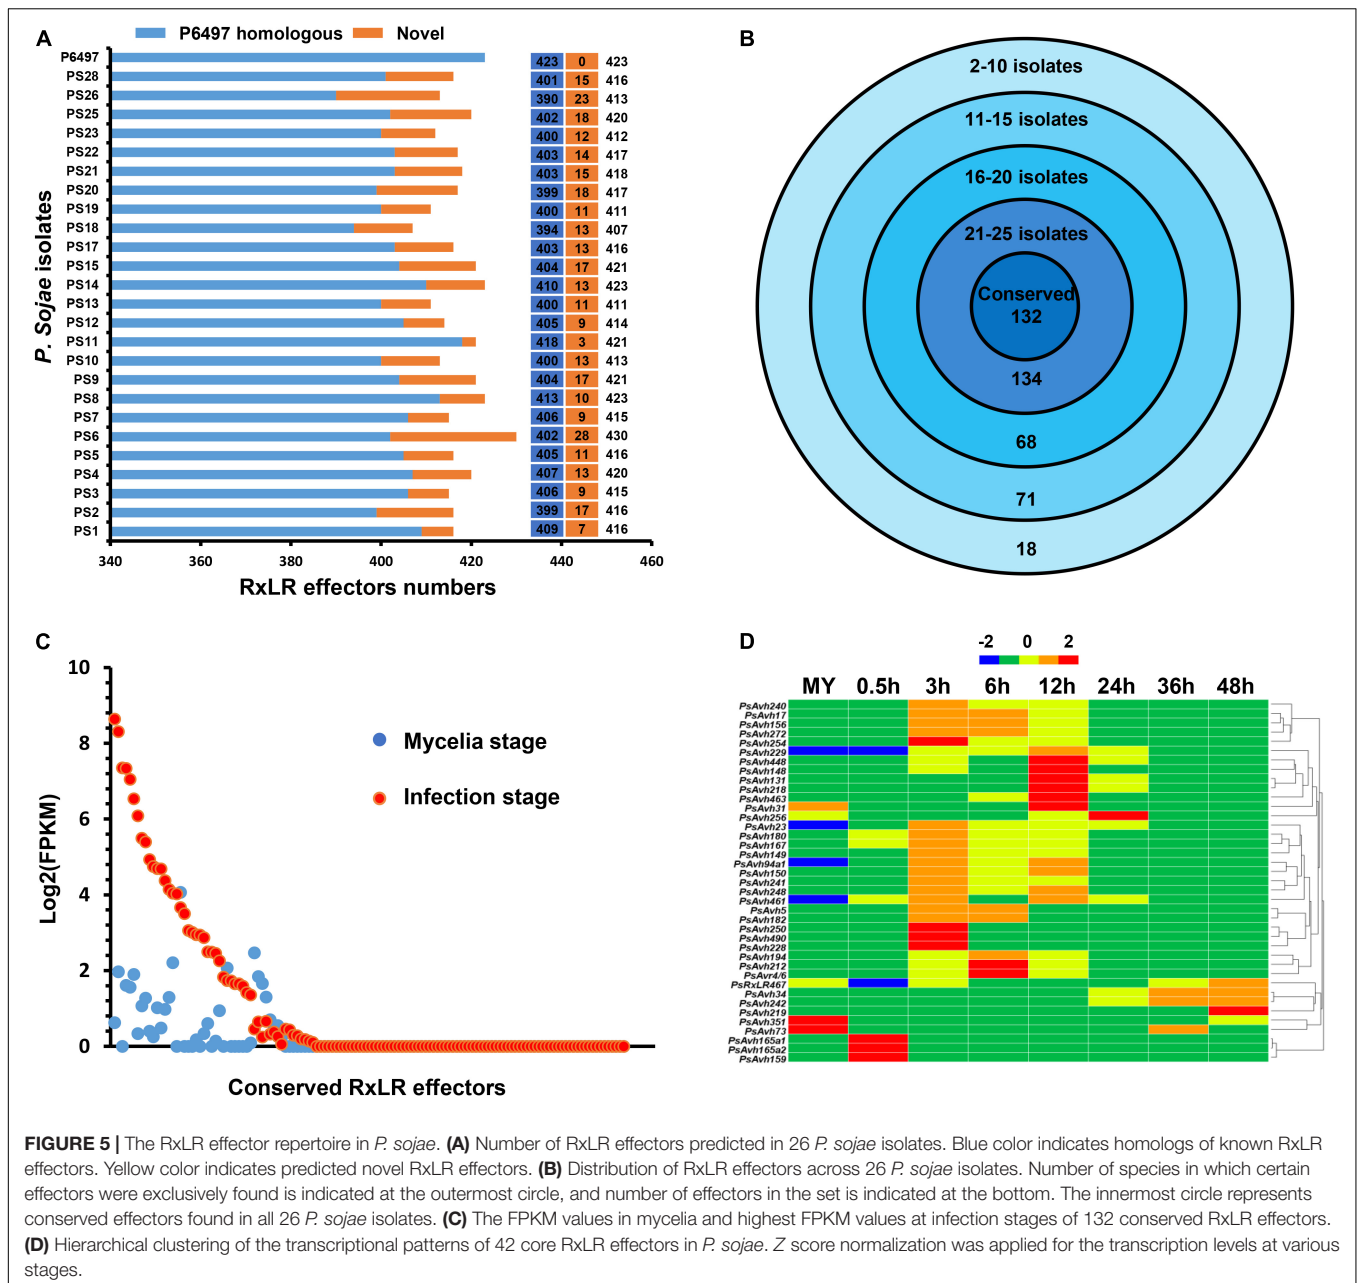 A
P6497 homologous
Novel
P6497 423 0 423
PS28 401 15 416
PS26 390 23 413
PS25 402 18 420
PS23 400 12 412
PS22 403 14 417
PS21 403 15 418
PS20 399 18 417
PS19 400 11 411
PS18 394 13 407
PS17 403 13 416
PS15 404 17 421
PS14 410 13 423
PS13 400 11 411
PS12 405 9 414
PS11 418 3 421
PS10 400 13 413
PS9 404 17 421
PS8 413 10 423
PS7 406 9 415
PS6 402 28 430
PS5 405 11 416
PS4 407 13 420
PS3 406 9 415
PS2 399 17 416
PS1 409 7 416
P. Sojae isolates
340 360 380 400 420 440 460
RxLR effectors numbers
B
2-10 isolates
11-15 isolates
16-20 isolates
21-25 isolates
Conserved
132
134
68
71
18
C
10
8
6
4
2
0
Log2(FPKM)
Mycelia stage
Infection stage
Conserved RxLR effectors
D
-2 0 2
MY 0.5h 3h 6h 12h 24h 36h 48h
PsAvh240
PsAvh17
PsAvh156
PsAvh272
PsAvh254
PsAvh229
PsAvh448
PsAvh148
PsAvh131
PsAvh218
PsAvh463
PsAvh31
PsAvh256
PsAvh23
PsAvh180
PsAvh167
PsAvh149
PsAvh94a1
PsAvh150
PsAvh241
PsAvh248
PsAvh461
PsAvh5
PsAvh182
PsAvh250
PsAvh490
PsAvh228
PsAvh194
PsAvh212
PsAvr4/6
PsRxLR467
PsAvh34
PsAvh242
PsAvh219
PsAvh351
PsAvh73
PsAvh165a1
PsAvh165a2
PsAvh159
FIGURE 5 | The RxLR effector repertoire in P. sojae. (A) Number of RxLR effectors predicted in 26 P. sojae isolates. Blue color indicates homologs of known RxLR
effectors. Yellow color indicates predicted novel RxLR effectors. (B) Distribution of RxLR effectors across 26 P. sojae isolates. Number of species in which certain
effectors were exclusively found is indicated at the outermost circle, and number of effectors in the set is indicated at the bottom. The innermost circle represents
conserved effectors found in all 26 P. sojae isolates. (C) The FPKM values in mycelia and highest FPKM values at infection stages of 132 conserved RxLR effectors.
(D) Hierarchical clustering of the transcriptional patterns of 42 core RxLR effectors in P. sojae. Z score normalization was applied for the transcription levels at various
stages.